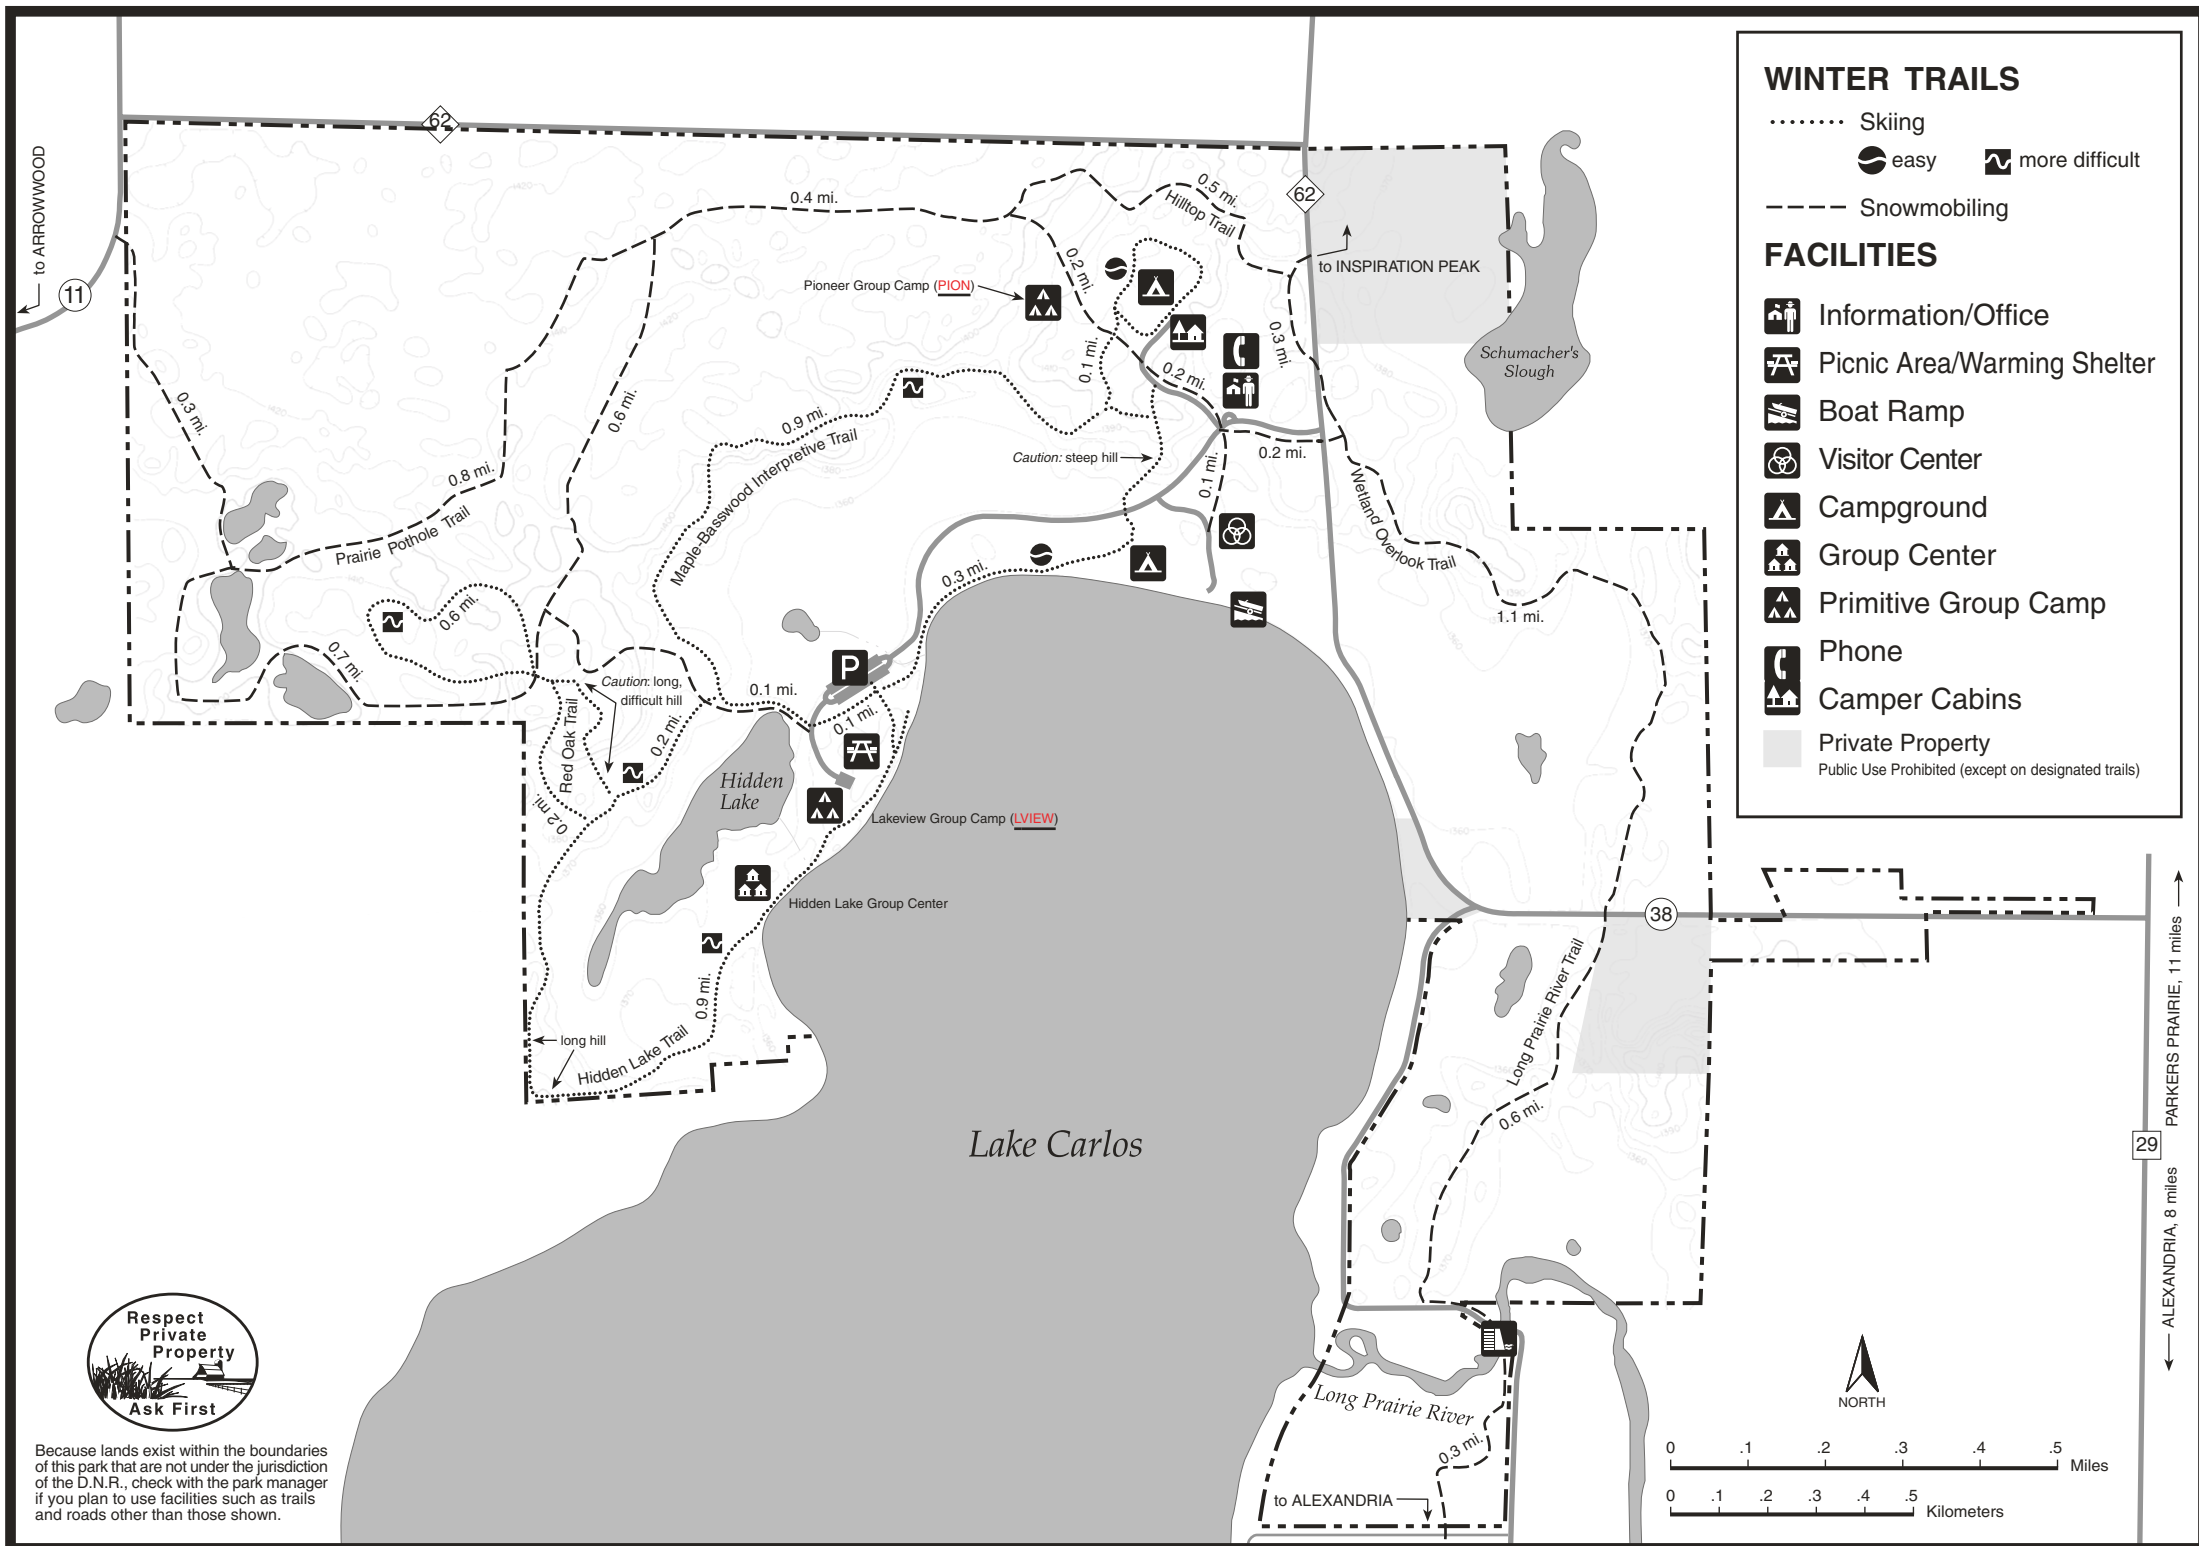 WINTER TRAILS
Skiing
easy
more difficult
Snowmobiling
FACILITIES
Information/Office
Picnic Area/Warming Shelter
Boat Ramp
Visitor Center
Campground
Group Center
Primitive Group Camp
Phone
Camper Cabins
Private Property
Public Use Prohibited (except on designated trails)
62
to ARROWWOOD
11
0.4 mi.
0.5 mi.
Hilltop Trail
62
to INSPIRATION PEAK
0.2 mi.
Pioneer Group Camp (PION)
0.3 mi.
0.1 mi.
0.2 mi.
Schumacher's
Slough
0.3 mi.
0.6 mi.
0.9 mi.
Maple-Basswood Interpretive Trail
Caution: steep hill
0.2 mi.
0.1 mi.
0.8 mi.
Prairie Pothole Trail
Wetland Overlook Trail
0.3 mi.
0.6 mi.
1.1 mi.
0.7 mi.
P
Caution: long,
difficult hill
0.1 mi.
0.1 mi.
Red Oak Trail
0.2 mi.
Hidden
Lake
0.2 mi.
Lakeview Group Camp (LVIEW)
Hidden Lake Group Center
38
0.9 mi.
long hill
Hidden Lake Trail
Long Prairie River Trail
0.6 mi.
Lake Carlos
PARKERS PRAIRIE, 11 miles
29
ALEXANDRIA, 8 miles
Long Prairie River
0.3 mi.
to ALEXANDRIA
NORTH
0 .1 .2 .3 .4 .5
Miles
0 .1 .2 .3 .4 .5
Kilometers
Respect
Private
Property
Ask First
Because lands exist within the boundaries
of this park that are not under the jurisdiction
of the D.N.R., check with the park manager
if you plan to use facilities such as trails
and roads other than those shown.